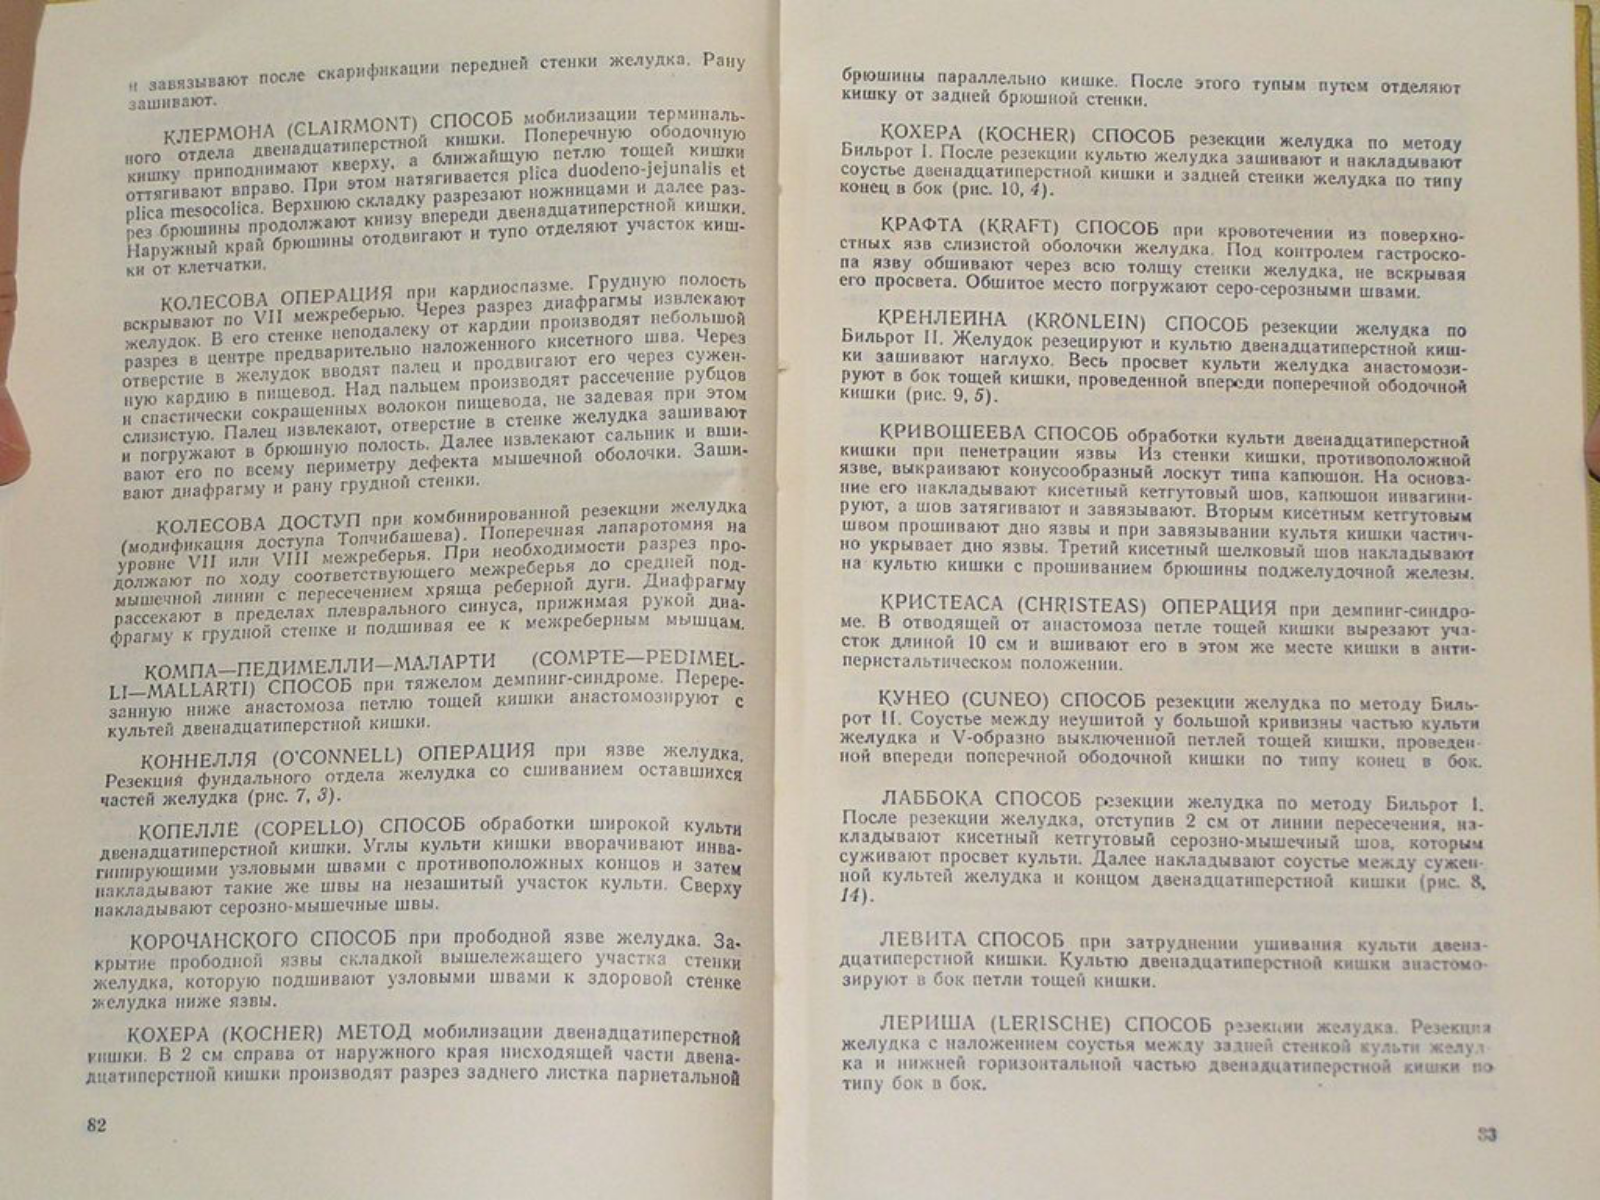 и завязывают после скарификации передней стенки желудка. Рану
зашивают.
КЛЕРМОНА (CLAIRMONT) СПОСОБ мобилизации терминаль-
ного отдела двенадцатиперстной кишки. Поперечную ободочную
кишку приподнимают кверху, а ближайщую петлю тощей кишки
оттягивают вправо. При этом натягивается plica duodeno-jejunalis et
plica mesocolica. Верхнюю складку разрезают ножницами и далее раз-
рез брюшины продолжают книзу впереди двенадцатиперстной кишки.
Наружный край брюшины отодвигают и тупо отделяют участок киш-
ки от клетчатки.
КОЛЕСОВА ОПЕРАЦИЯ при кардиоспазме. Грудную полость
вскрывают по VII межреберью. Через разрез диафрагмы извлекают
желудок. В его стенке неподалеку от кардии производят небольшой
разрез в центре предварительно наложенного кисетного шва. Через
отверстие в желудок вводят палец и продвигают его через сужен-
ную кардию в пищевод. Над пальцем производят рассечение рубцов
и спастически сокращенных волокон пищевода, не задевая при этом
слизистую. Палец извлекают, отверстие в стенке желудка зашивают
и погружают в брюшную полость. Далее извлекают сальник и вши-
вают его по всему периметру дефекта мышечной оболочки. Заши-
вают диафрагму и рану грудной стенки.
КОЛЕСОВА ДОСТУП при комбинированной резекции желудка
(модификация доступа Топчибашева). Поперечная лапаротомия на
уровне VII или VIII межреберья. При необходимости разрез про-
должают по ходу соответствующего межреберья до средней под-
мышечной линии с пересечением хряща реберной дуги. Диафрагму
рассекают в пределах плеврального синуса, прижимая рукой диа-
фрагму к грудной стенке и подшивая ее к межреберным мышцам.
КОМПА—ПЕДИМЕЛЛИ—МАЛАРТИ (COMPTE—PEDIMEL-
LI—MALLARTI) СПОСОБ при тяжелом демпинг-синдроме. Перере-
занную ниже анастомоза петлю тощей кишки анастомозируют с
культей двенадцатиперстной кишки.
КОННЕЛЛЯ (O'CONNELL) ОПЕРАЦИЯ при язве желудка.
Резекция фундального отдела желудка со сшиванием оставшихся
частей желудка (рис. 7, 3).
КОПЕЛЛЕ (COPELLO) СПОСОБ обработки широкой культи
двенадцатиперстной кишки. Углы культи кишки вворачивают инва-
гинирующими узловыми швами с противоположных концов и затем
накладывают такие же швы на незашитый участок культи. Сверху
накладывают серозно-мышечные швы.
КОРОЧАНСКОГО СПОСОБ при прободной язве желудка. За-
крытие прободной язвы складкой вышележащего участка стенки
желудка, которую подшивают узловыми швами к здоровой стенке
желудка ниже язвы.
КОХЕРА (KOCHER) МЕТОД мобилизации двенадцатиперстной
кишки. В 2 см справа от наружного края нисходящей части двена-
дцатиперстной кишки производят разрез заднего листка париетальной
82
брюшины параллельно кишке. После этого тупым путем отделяют
кишку от задней брюшной стенки.
КОХЕРА (KOCHER) СПОСОБ резекции желудка по методу
Бильрот I. После резекции культю желудка зашивают и накладывают
соустье двенадцатиперстной кишки и задней стенки желудка по типу
конец в бок (рис. 10, 4).
КРАФТА (KRAFT) СПОСОБ при кровотечении из поверхно-
стных язв слизистой оболочки желудка. Под контролем гастроско-
па язву обшивают через всю толщу стенки желудка, не вскрывая
его просвета. Обшитое место погружают серо-серозными швами.
КРЕНЛЕЙНА (KRÖNLEIN) СПОСОБ резекции желудка по
Бильрот II. Желудок резецируют и культю двенадцатиперстной киш-
ки зашивают наглухо. Весь просвет культи желудка анастомози-
руют в бок тощей кишки, проведенной впереди поперечной ободочной
кишки (рис. 9, 5).
КРИВОШЕЕВА СПОСОБ обработки культи двенадцатиперстной
кишки при пенетрации язвы Из стенки кишки, противоположной
язве, выкраивают конусообразный лоскут типа капюшон. На основа-
ние его накладывают кисетный кетгутовый шов, капюшон инвагини-
руют, а шов затягивают и завязывают. Вторым кисетным кетгутовым
швом прошивают дно язвы и при завязывании культя кишки частич-
но укрывает дно язвы. Третий кисетный шелковый шов накладывают
на культю кишки с прошиванием брюшины поджелудочной железы.
КРИСТЕАСА (CHRISTEAS) ОПЕРАЦИЯ при демпинг-синдро-
ме. В отводящей от анастомоза петле тощей кишки вырезают уча-
сток длиной 10 см и вшивают его в этом же месте кишки в анти-
перистальтическом положении.
КУНЕО (CUNEO) СПОСОБ резекции желудка по методу Биль-
рот II. Соустье между неушитой у большой кривизны частью культи
желудка и V-образно выключенной петлей тощей кишки, проведен-
ной впереди поперечной ободочной кишки по типу конец в бок.
ЛАББОКА СПОСОБ резекции желудка по методу Бильрот I.
После резекции желудка, отступив 2 см от линии пересечения, на-
кладывают кисетный кетгутовый серозно-мышечный шов, которым
суживают просвет культи. Далее накладывают соустье между сужен-
ной культей желудка и концом двенадцатиперстной кишки (рис. 8,
14).
ЛЕВИТА СПОСОБ при затруднении ушивания культи двена-
дцатиперстной кишки. Культю двенадцатиперстной кишки анастомо-
зируют в бок петли тощей кишки.
ЛЕРИША (LERISCHE) СПОСОБ резекции желудка. Резекция
желудка с наложением соустья между задней стенкой культи желуд-
ка и нижней горизонтальной частью двенадцатиперстной кишки по
типу бок в бок.
83